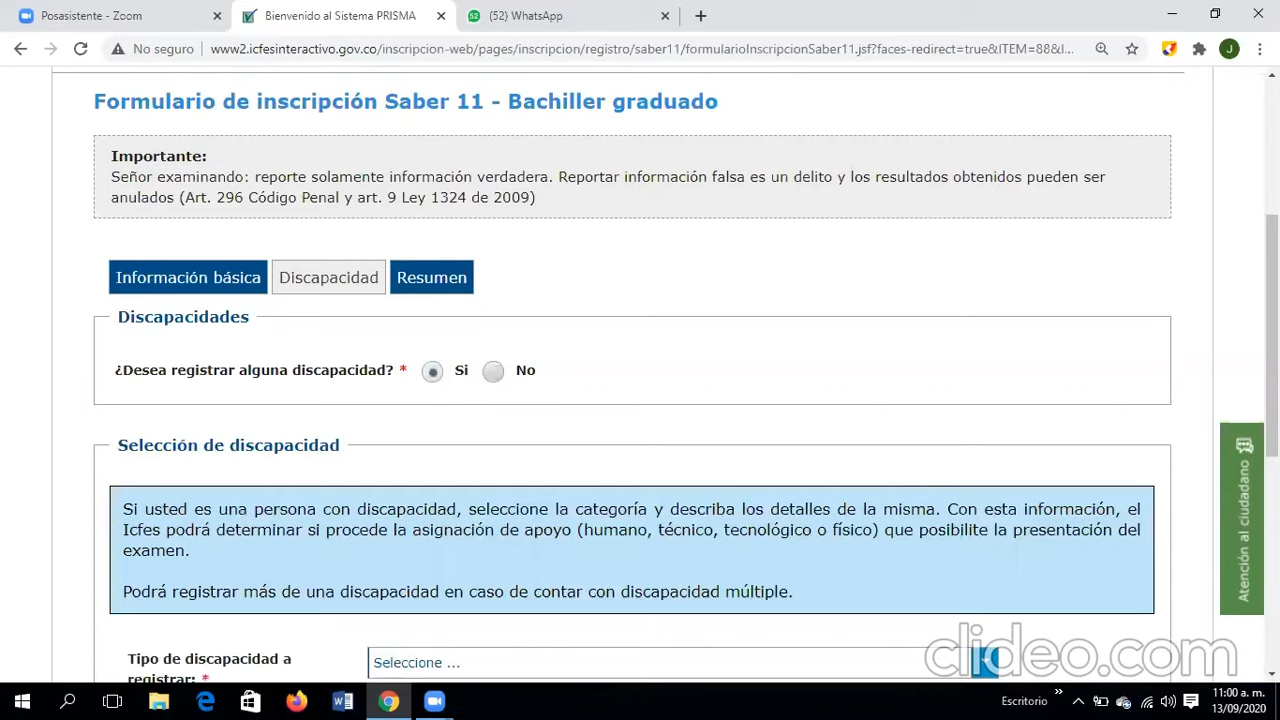 Posasistente - Zoom
Bienvenido al Sistema PRISMA
(52) WhatsApp
No seguro
www2.icfesinteractivo.gov.co/inscripcion-web/pages/inscripcion/registro/saber11/formularioInscripcionSaber11.jsf?faces-redirect=true&ITEM=88&I...
J
Formulario de inscripción Saber 11 - Bachiller graduado
Importante:
Señor examinando: reporte solamente información verdadera. Reportar información falsa es un delito y los resultados obtenidos pueden ser
anulados (Art. 296 Código Penal y art. 9 Ley 1324 de 2009)
Información básica
Discapacidad
Resumen
Discapacidades
¿Desea registrar alguna discapacidad? * Si No
Selección de discapacidad
Si usted es una persona con discapacidad, seleccione la categoría y describa los detalles de la misma. Con esta información, el
Icfes podrá determinar si procede la asignación de apoyo (humano, técnico, tecnológico o físico) que posibilite la presentación del
examen.
Podrá registrar más de una discapacidad en caso de contar con discapacidad múltiple.
Tipo de discapacidad a
registrar: *
Seleccione ...
Atención al ciudadano
clideo.com
Escritorio
11:00 a. m.
13/09/2020